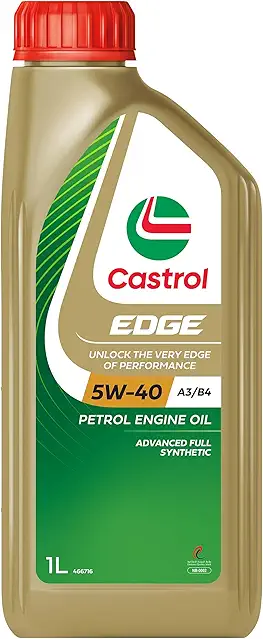 Castrol
EDGE
UNLOCK THE VERY EDGE
OF PERFORMANCE
5W-40 A3/B4
PETROL ENGINE OIL
ADVANCED FULL
SYNTHETIC
1L 466716